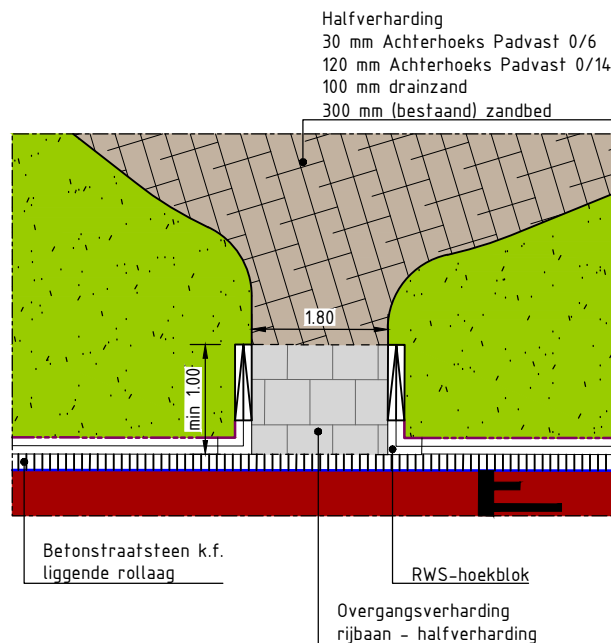 Halfverharding
30 mm Achterhoeks Padvast 0/6
120 mm Achterhoeks Padvast 0/14
100 mm drainzand
300 mm (bestaand) zandbed
1.80
min 1.00
Betonstraatsteen k.f.
liggende rollaag
RWS-hoekblok
Overgangsverharding
rijbaan - halfverharding